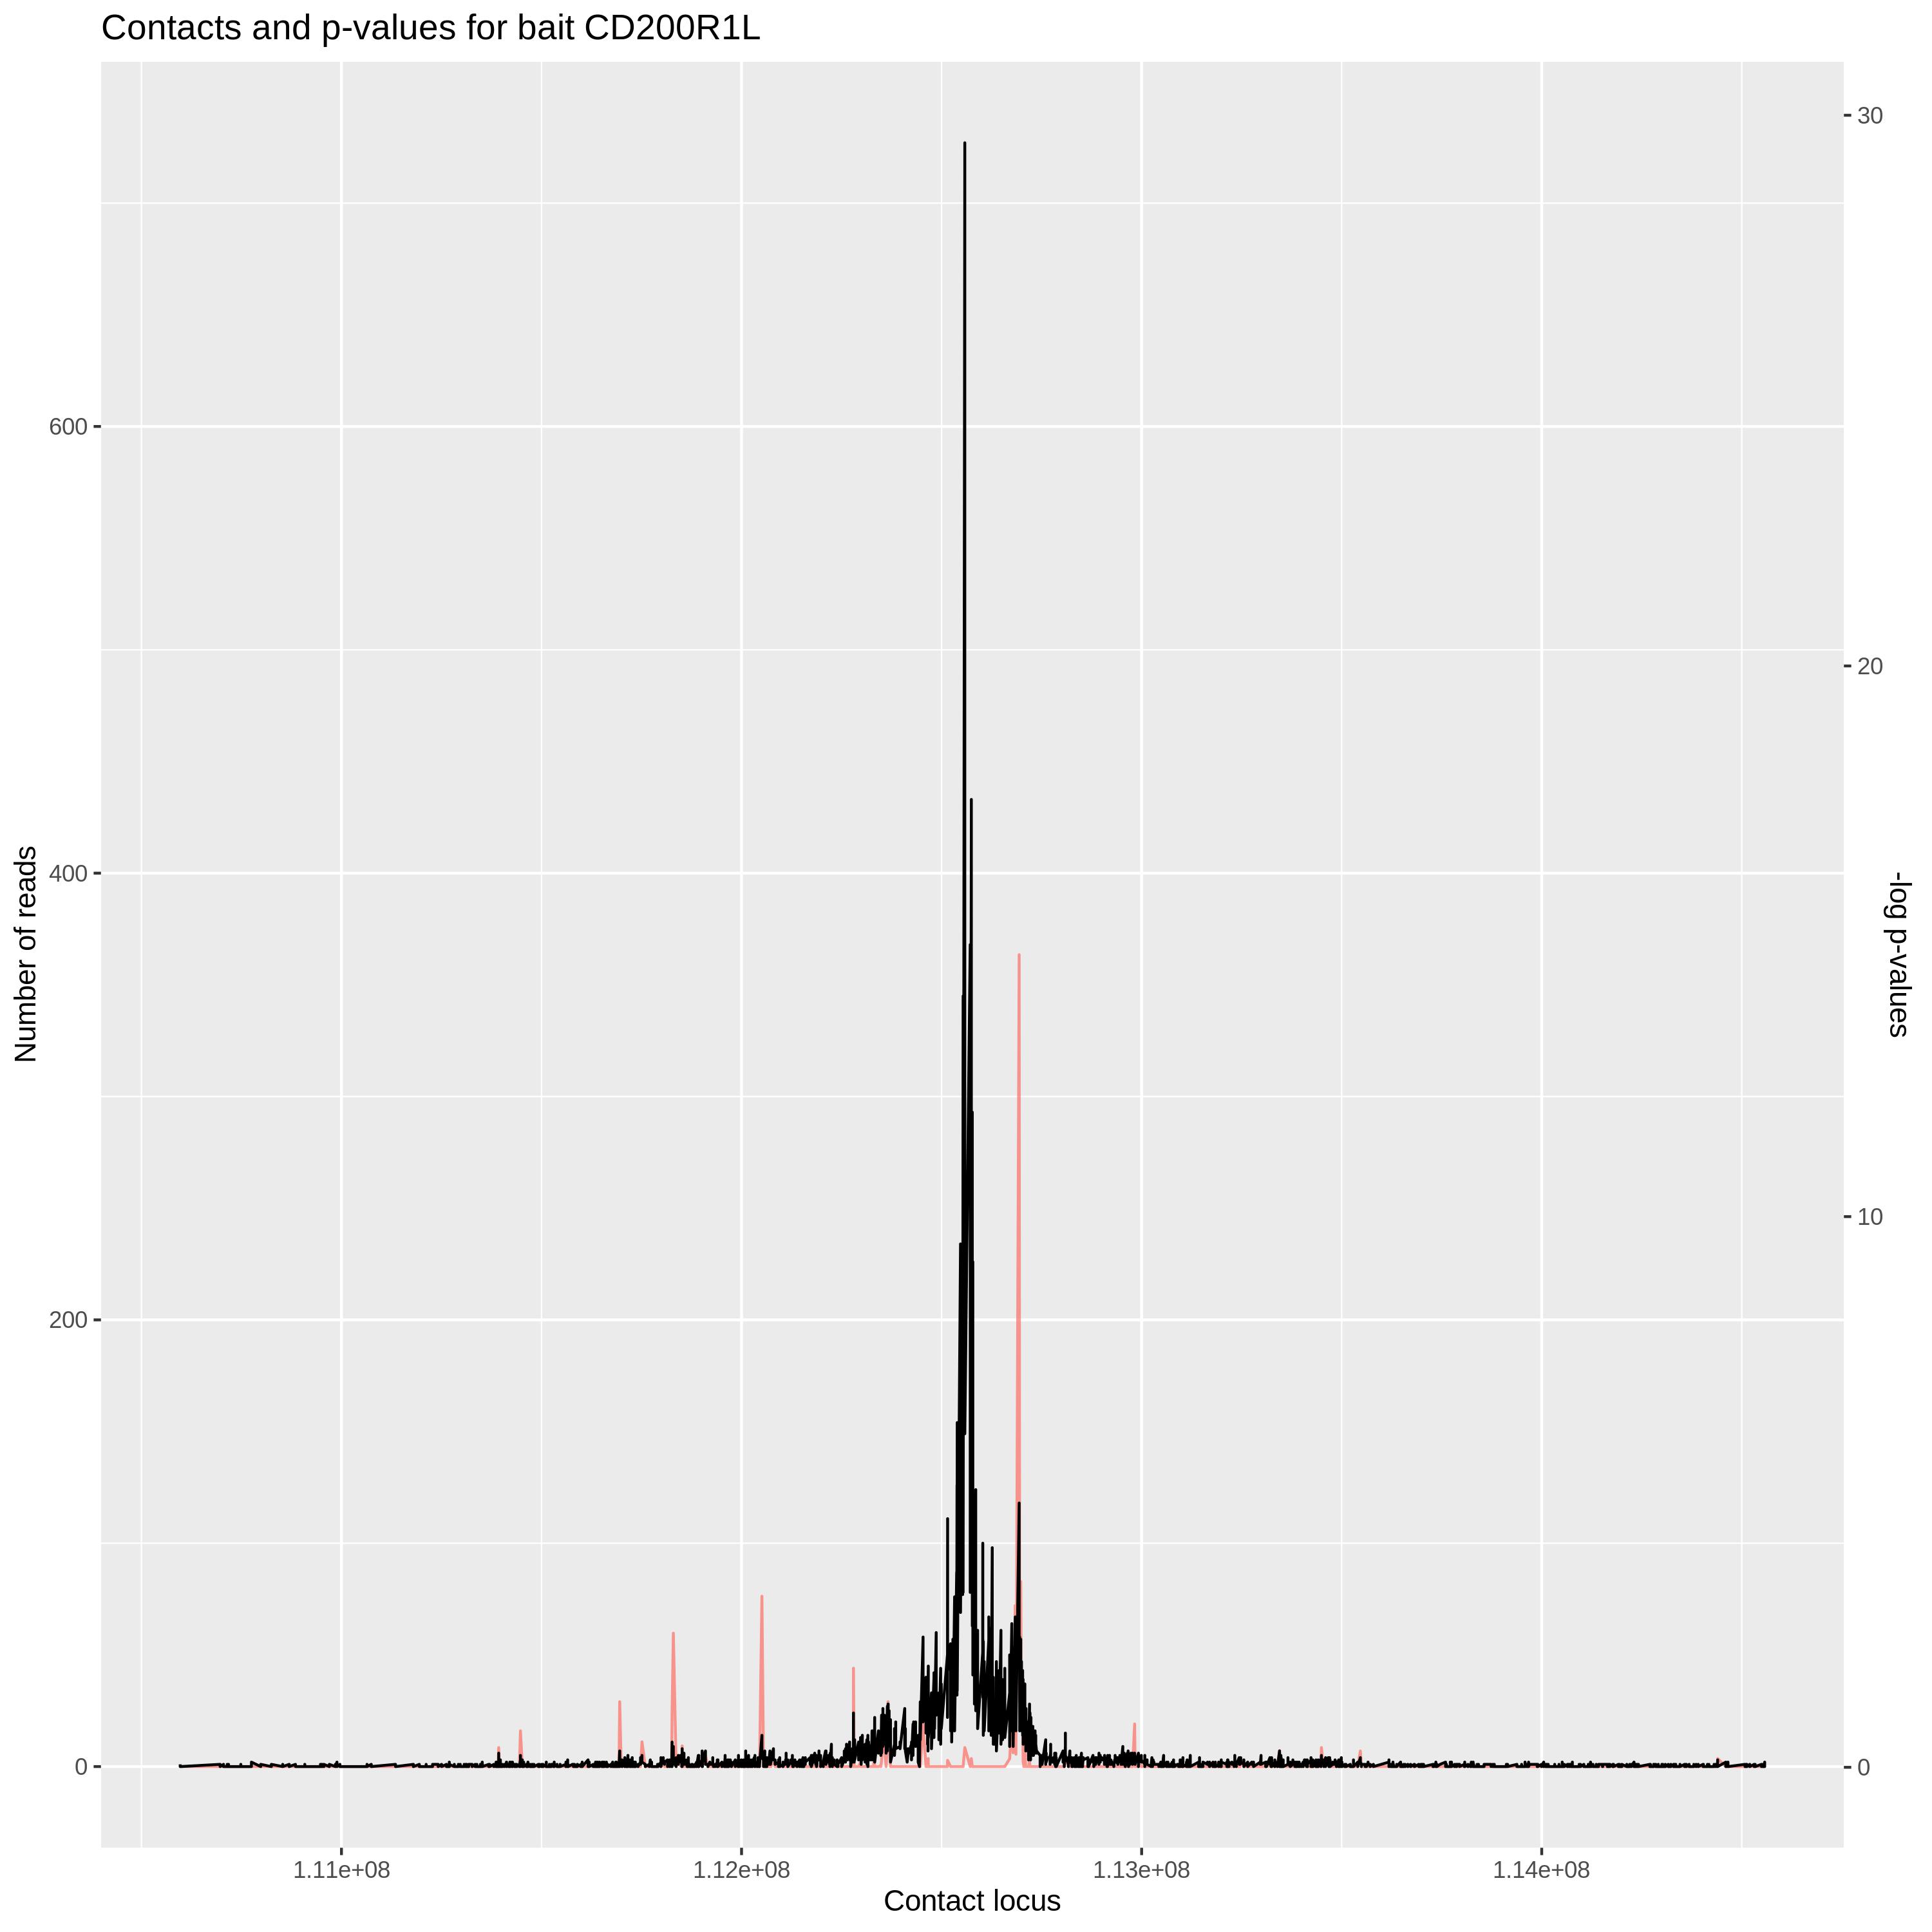 Contacts and p-values for bait CD200R1L
30
600
20
400
Number of reads
-log p-values
10
200
0
0
1.11e+08
1.12e+08
1.13e+08
1.14e+08
Contact locus